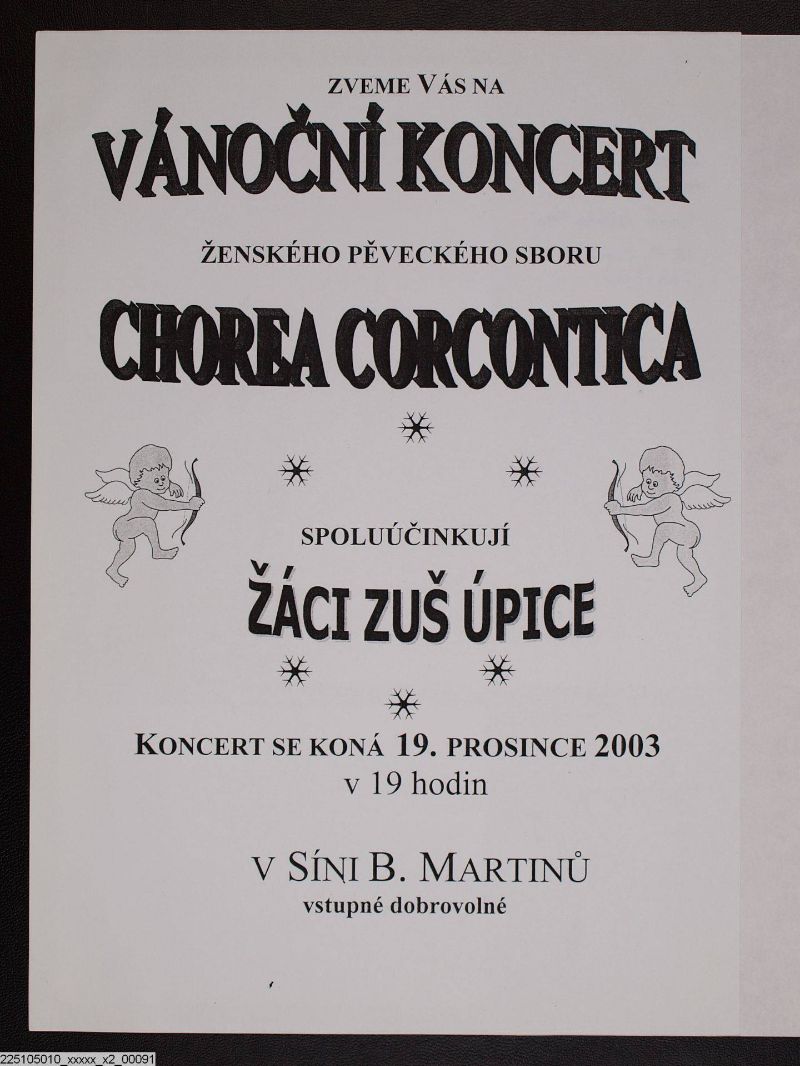 ZVEME VÁS NA
VÁNOČNÍ KONCERT
ŽENSKÉHO PĚVECKÉHO SBORU
CHOREA CORCONTICA
SPOLUÚČINKUJÍ
ŽÁCI ZUŠ ÚPICE
KONCERT SE KONÁ 19. PROSINCE 2003
v 19 hodin
V SÍNI B. MARTINŮ
vstupné dobrovolné
225105010_xxxxx_x2_00091